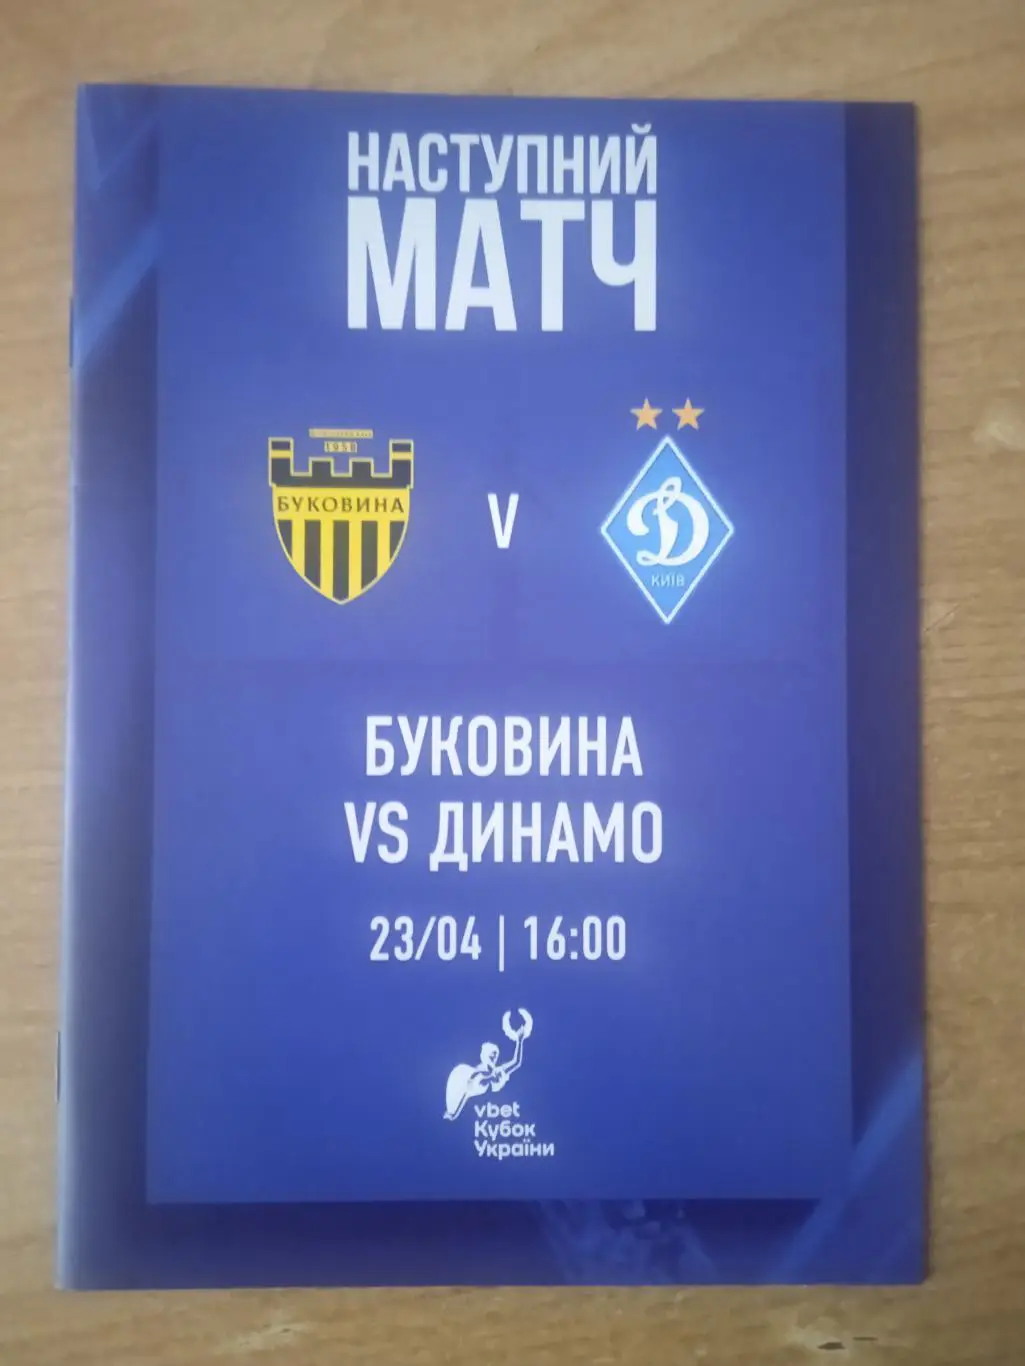 НАСТУПНИЙ
МАТЧ
1958
БУКОВИНА
V
Д
КИЇВ
БУКОВИНА
VS ДИНАМО
23/04 | 16:00
vbet
Кубок
України